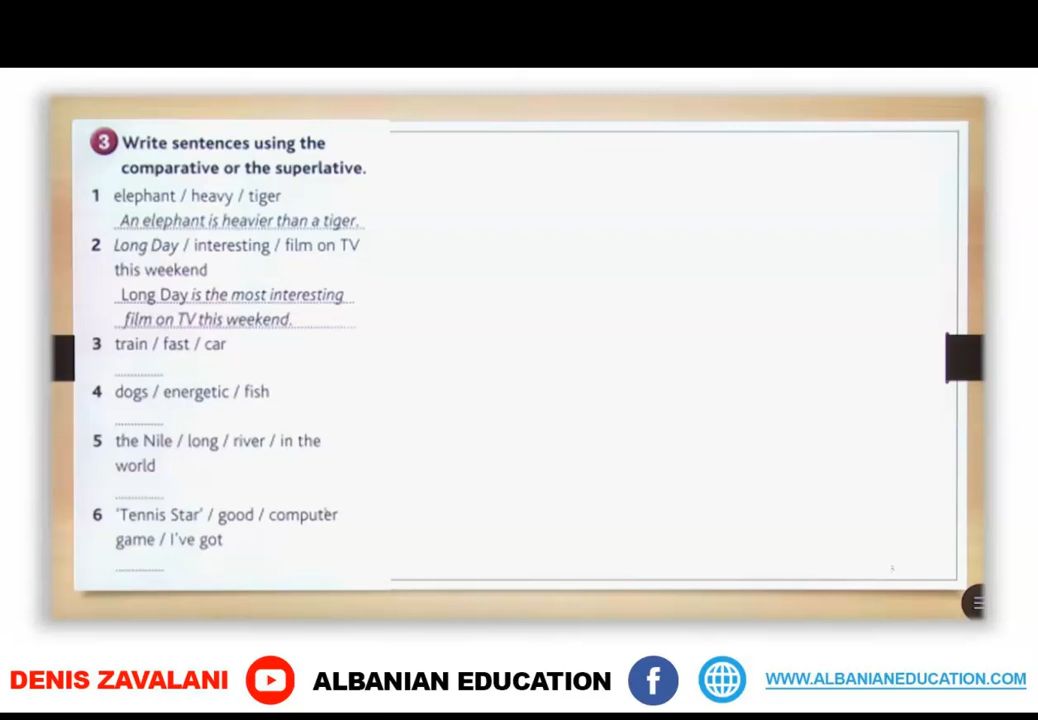 3 Write sentences using the
comparative or the superlative.
1 elephant / heavy / tiger
An elephant is heavier than a tiger.
2 Long Day / interesting / film on TV
this weekend
Long Day is the most interesting
film on TV this weekend.
3 train / fast / car
4 dogs / energetic / fish
5 the Nile / long / river / in the
world
6 'Tennis Star' / good / computer
game / I've got
DENIS ZAVALANI ALBANIAN EDUCATION WWW.ALBANIANEDUCATION.COM